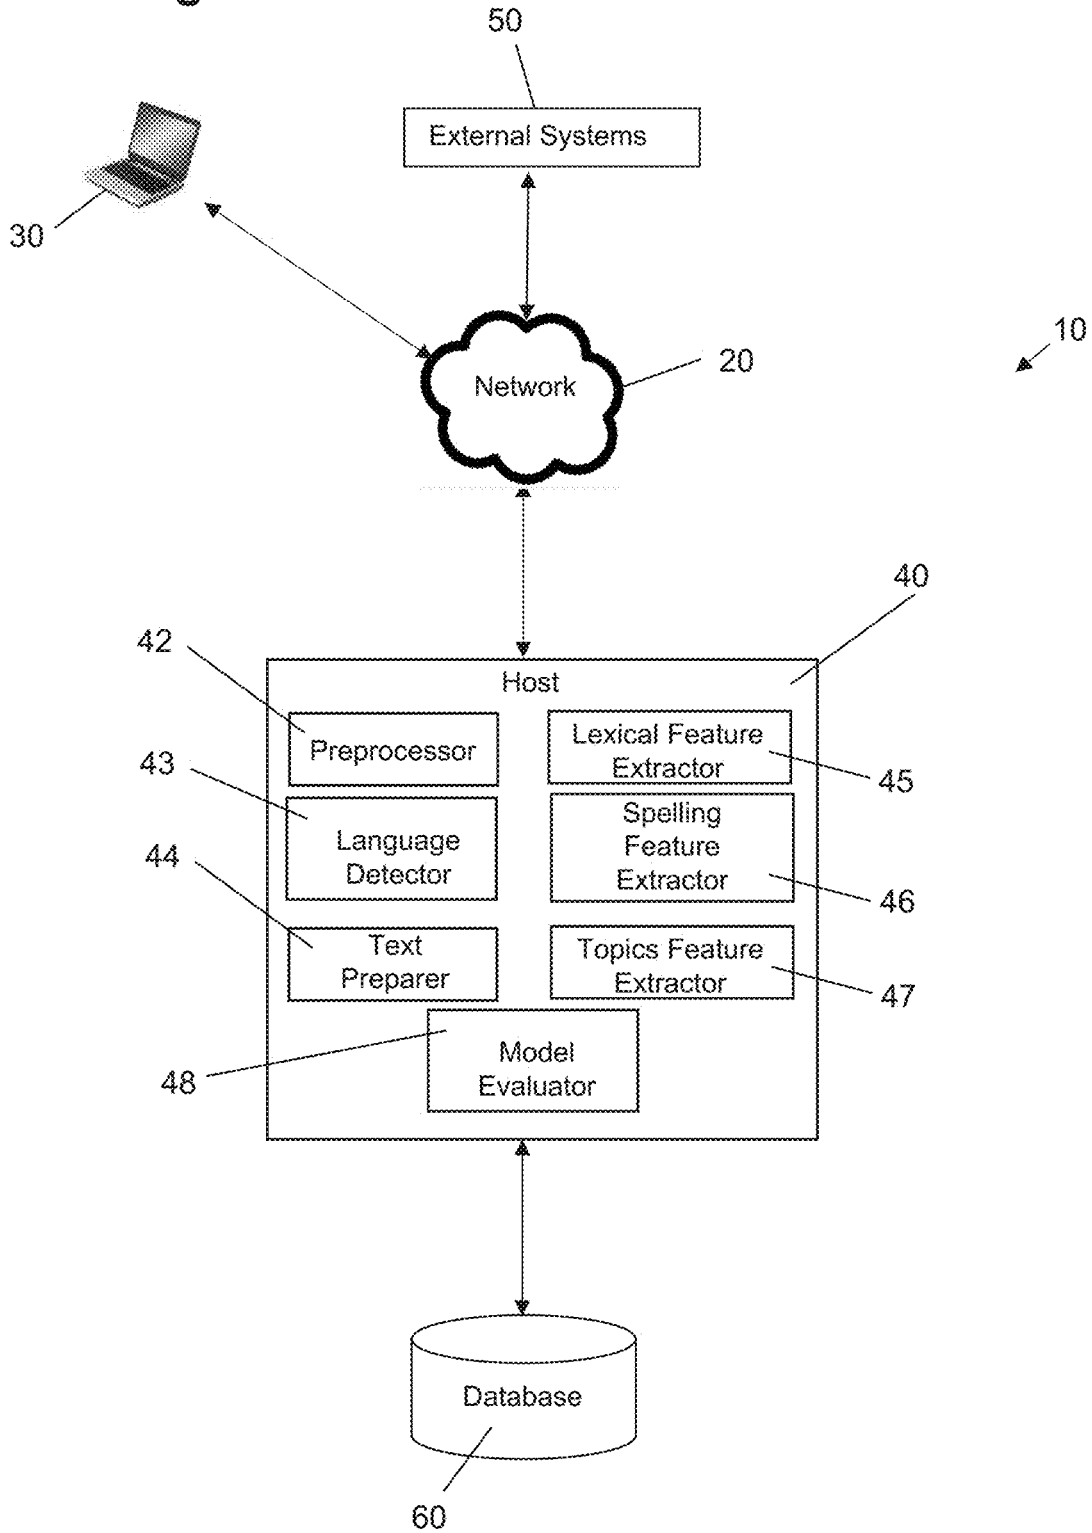 50
External Systems
30
10
20
Network
40
42
Host
Preprocessor
Lexical Feature
Extractor
43
45
Language
Detector
Spelling
Feature
Extractor
44
46
Text
Preparer
Topics Feature
Extractor
47
48
Model
Evaluator
Database
60